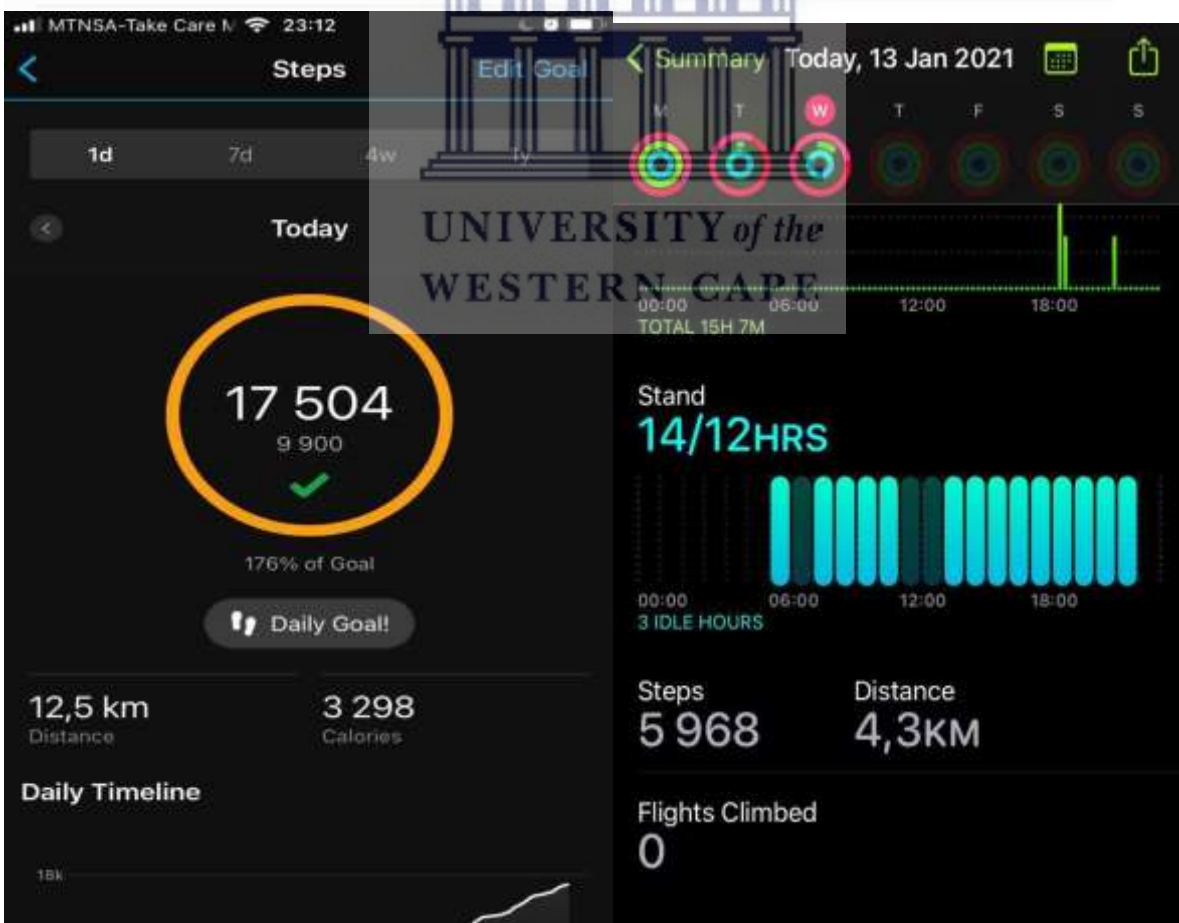 MTNSA-Take Care M 23:12
Steps
Edit Goal
1d 7d 4w 1y
Today
17 504
9 900
176% of Goal
Daily Goal!
12,5 km
Distance
3 298
Calories
Daily Timeline
18k
UNIVERSITY of the
WESTERN CAPE
Summary Today, 13 Jan 2021
M T W T F S S
00:00 06:00 12:00 18:00
TOTAL 15H 7M
Stand
14/12HRS
00:00 06:00 12:00 18:00
3 IDLE HOURS
Steps
5 968
Distance
4,3KM
Flights Climbed
0